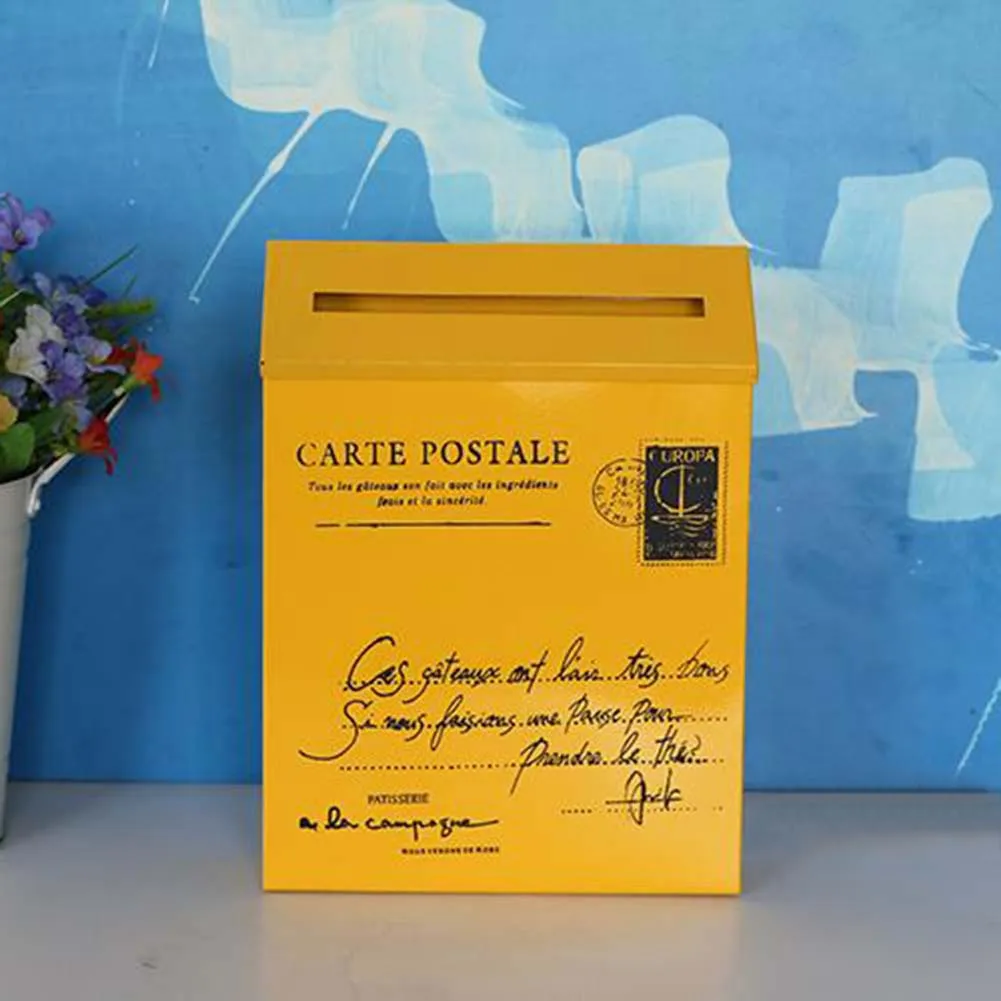 CARTE POSTALE
Tous les gâteaux son fait avec les ingrédients
frais et la sincérité.
EUROPA
Ces gâteaux ont l'air très bons
Si nous faisions une Pause Pour
Prendre le thé
PATISSERIE
a la campagne